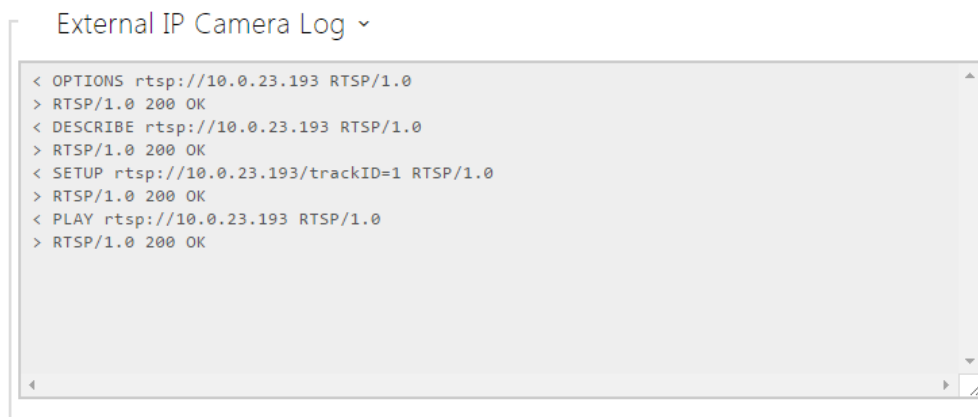 External IP Camera Log
< OPTIONS rtsp://10.0.23.193 RTSP/1.0
> RTSP/1.0 200 OK
< DESCRIBE rtsp://10.0.23.193 RTSP/1.0
> RTSP/1.0 200 OK
< SETUP rtsp://10.0.23.193/trackID=1 RTSP/1.0
> RTSP/1.0 200 OK
< PLAY rtsp://10.0.23.193 RTSP/1.0
> RTSP/1.0 200 OK